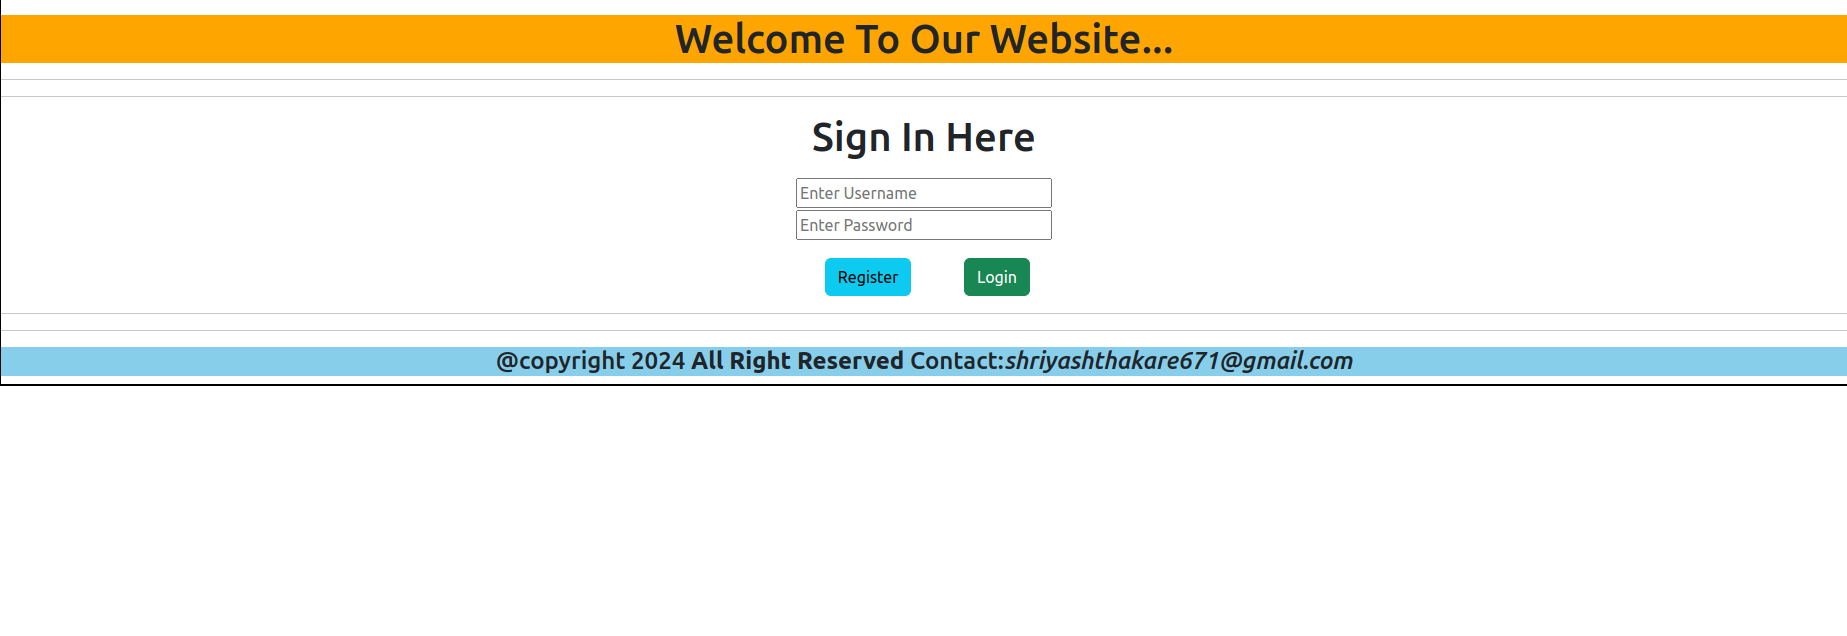 Welcome To Our Website...
Sign In Here
Enter Username
Enter Password
Register Login
@copyright 2024 All Right Reserved Contact:shriyashthakare671@gmail.com